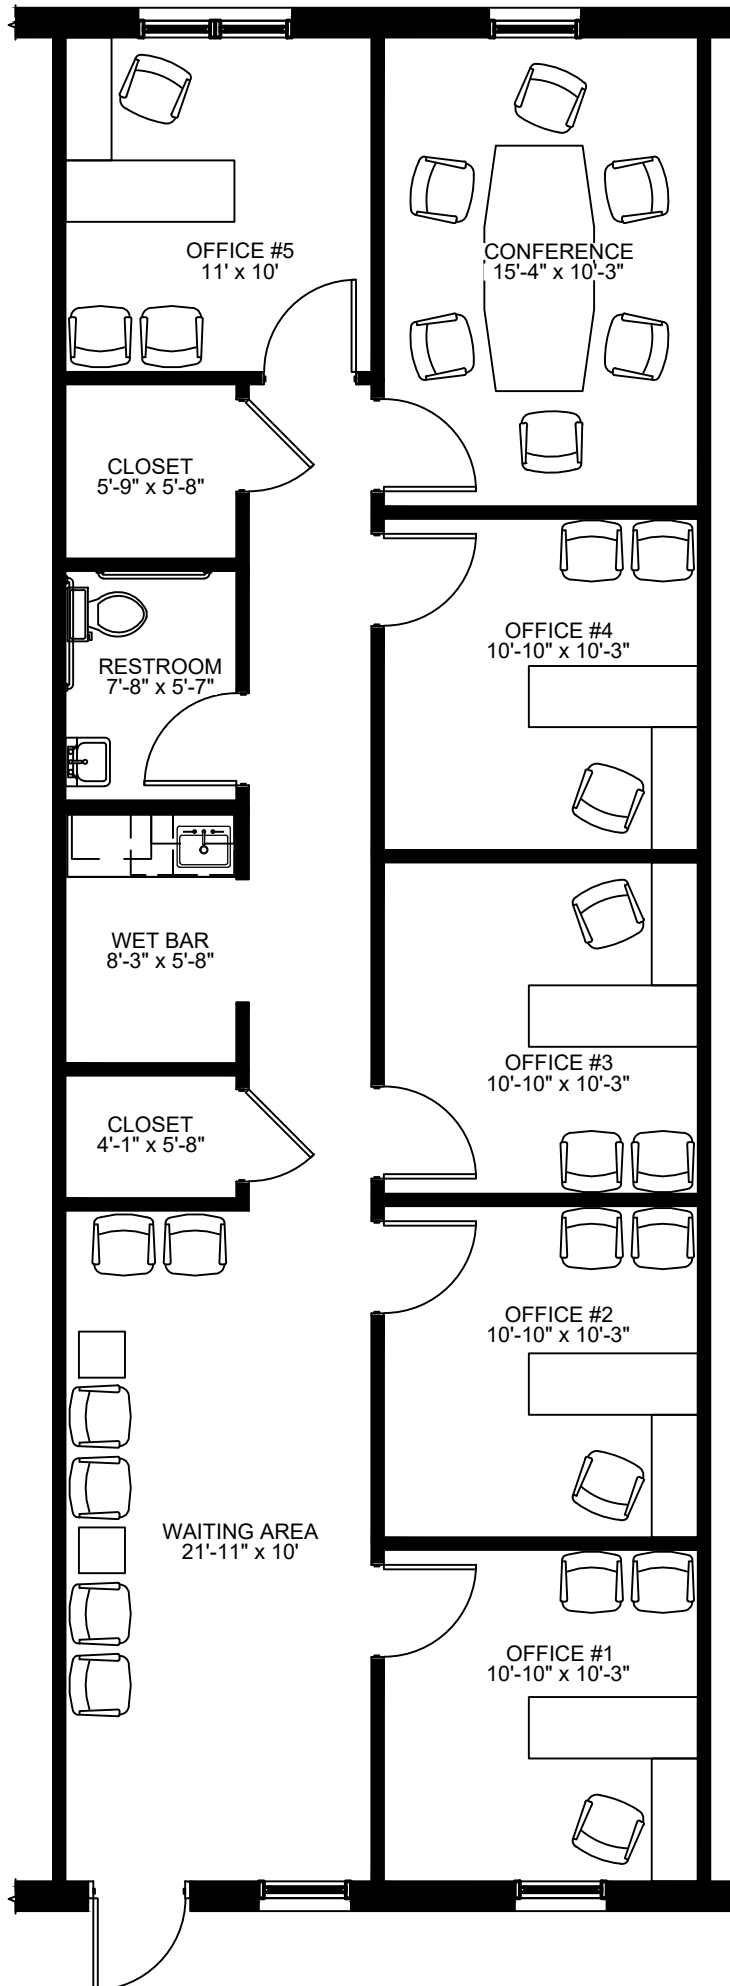 OFFICE #5
11' x 10'
CONFERENCE
15'-4" x 10'-3"
CLOSET
5'-9" x 5'-8"
OFFICE #4
10'-10" x 10'-3"
RESTROOM
7'-8" x 5'-7"
WET BAR
8'-3" x 5'-8"
OFFICE #3
10'-10" x 10'-3"
CLOSET
4'-1" x 5'-8"
OFFICE #2
10'-10" x 10'-3"
WAITING AREA
21'-11" x 10'
OFFICE #1
10'-10" x 10'-3"